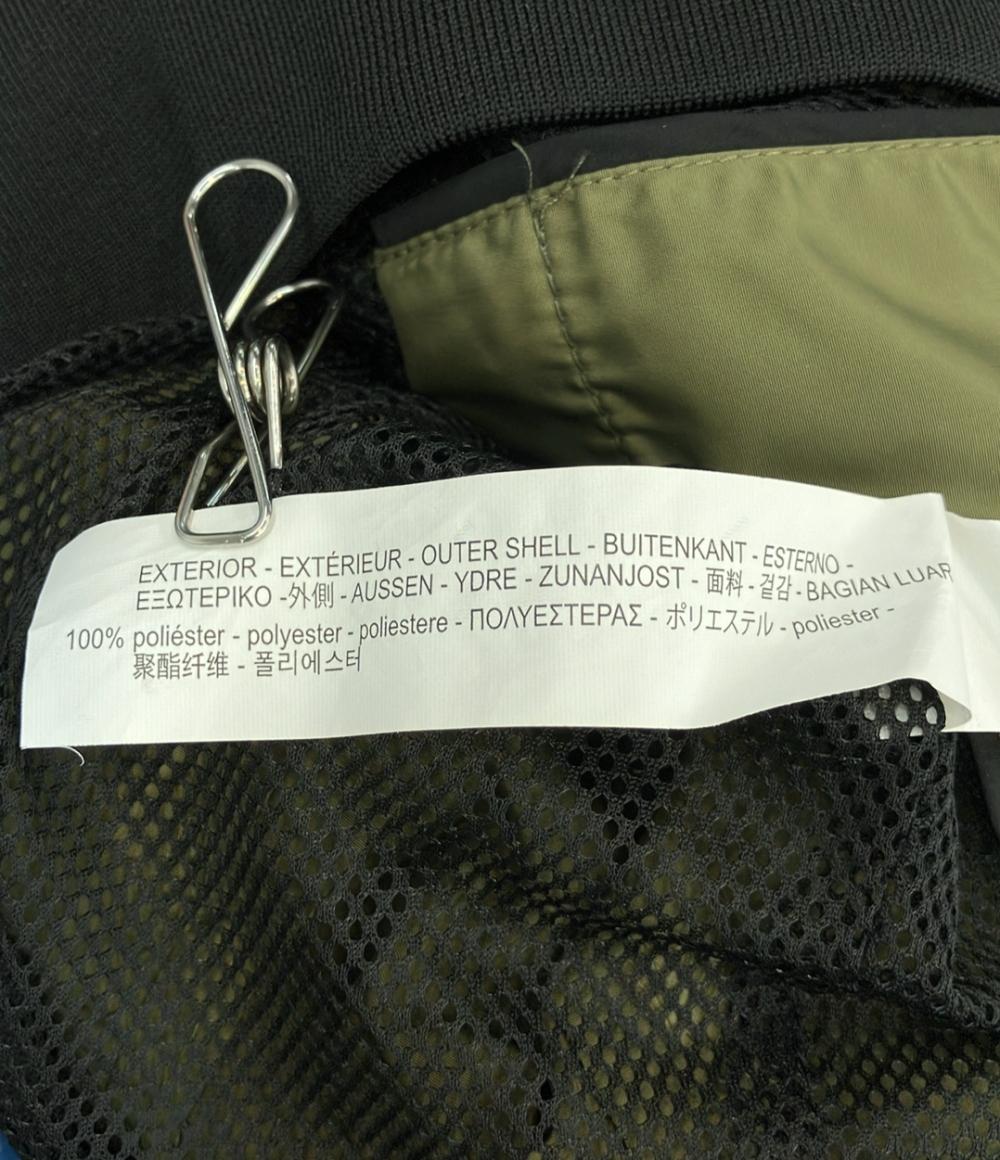 EXTERIOR - EXTÉRIEUR - OUTER SHELL - BUITENKANT - ESTERNO -
ΕΞΩΤΕΡΙΚΟ -外側 - AUSSEN - YDRE - ZUNANJOST - 面料 - 겉감 - BAGIAN LUAR
100% poliéster - polyester - poliestere - ΠΟΛΥΕΣΤΕΡΑΣ - ポリエステル - poliester -
聚酯纤维 - 폴리에스터